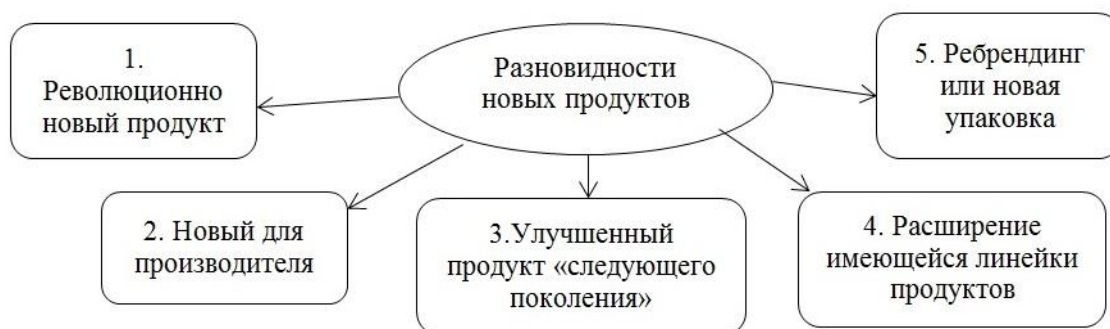 Разновидности
новых продуктов
1.
Революционно
новый продукт
2. Новый для
производителя
3.Улучшенный
продукт «следующего
поколения»
4. Расширение
имеющейся линейки
продуктов
5. Ребрендинг
или новая
упаковка